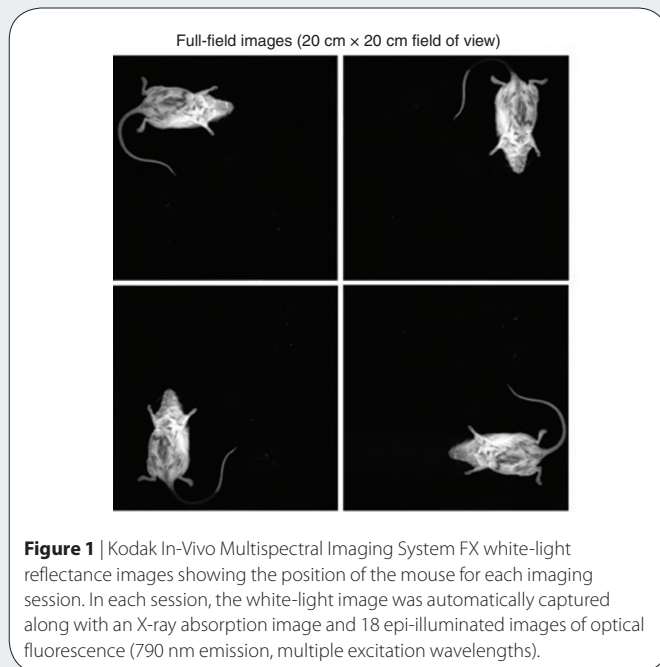 Full-field images (20 cm × 20 cm field of view)
Figure 1 | Kodak In-Vivo Multispectral Imaging System FX white-light
reflectance images showing the position of the mouse for each imaging
session. In each session, the white-light image was automatically captured
along with an X-ray absorption image and 18 epi-illuminated images of optical
fluorescence (790 nm emission, multiple excitation wavelengths).